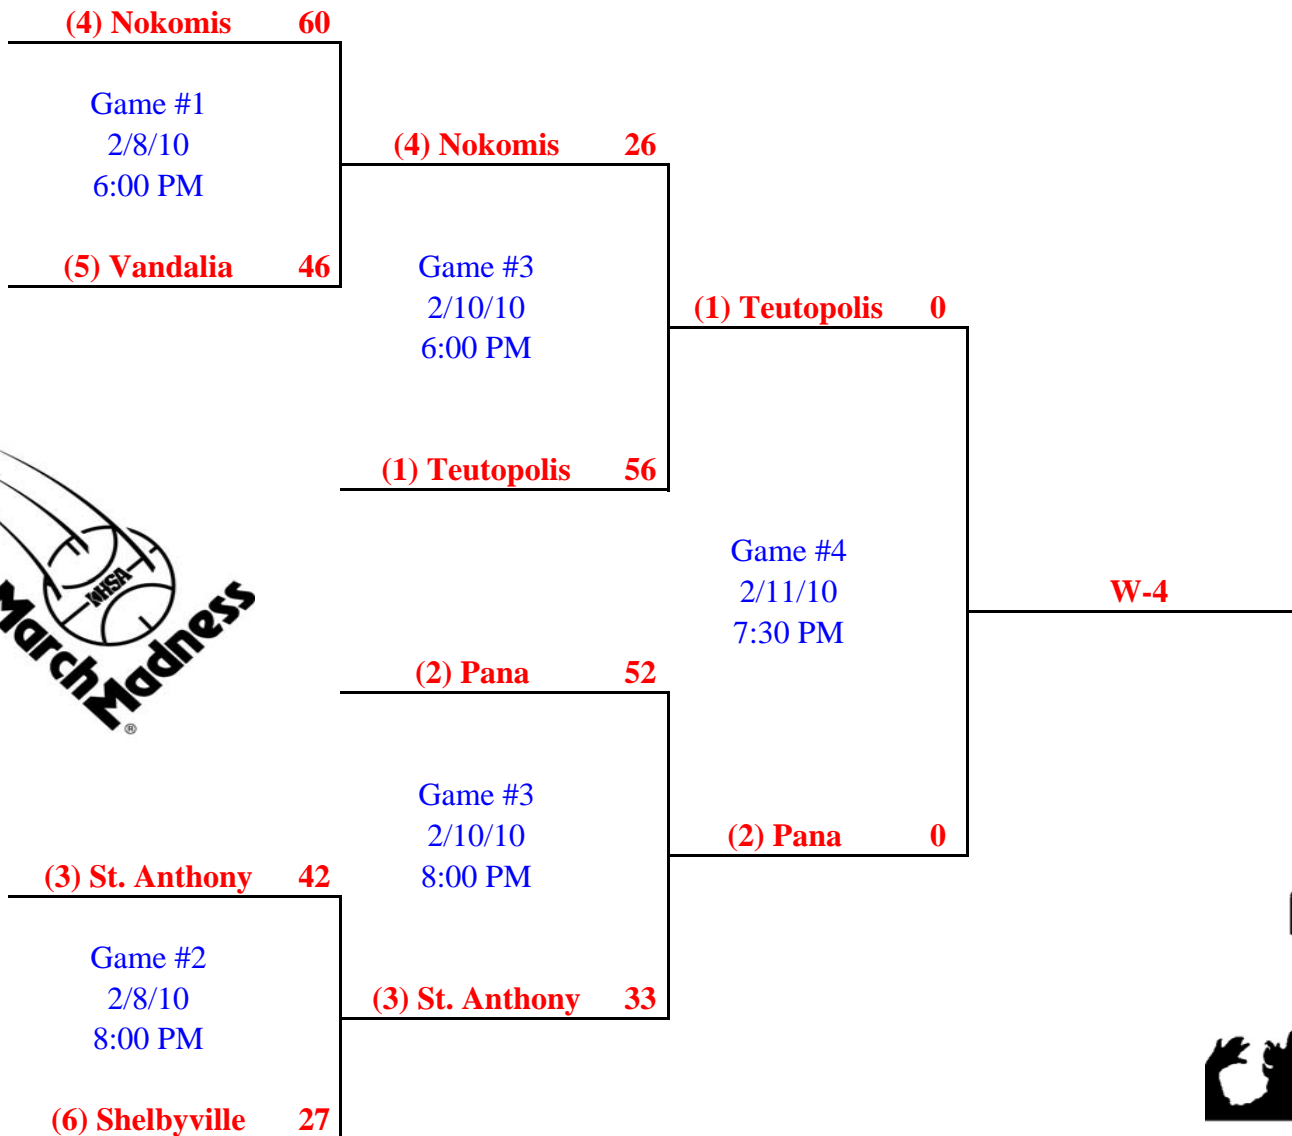 (4) Nokomis 60
Game #1
2/8/10
6:00 PM
(5) Vandalia 46
(4) Nokomis 26
Game #3
2/10/10
6:00 PM
(1) Teutopolis 56
(1) Teutopolis 0
Game #4
2/11/10
7:30 PM
(2) Pana 0
W-4
(2) Pana 52
Game #3
2/10/10
8:00 PM
(3) St. Anthony 33
(3) St. Anthony 42
Game #2
2/8/10
8:00 PM
(6) Shelbyville 27
IHSA
March
Madness
®